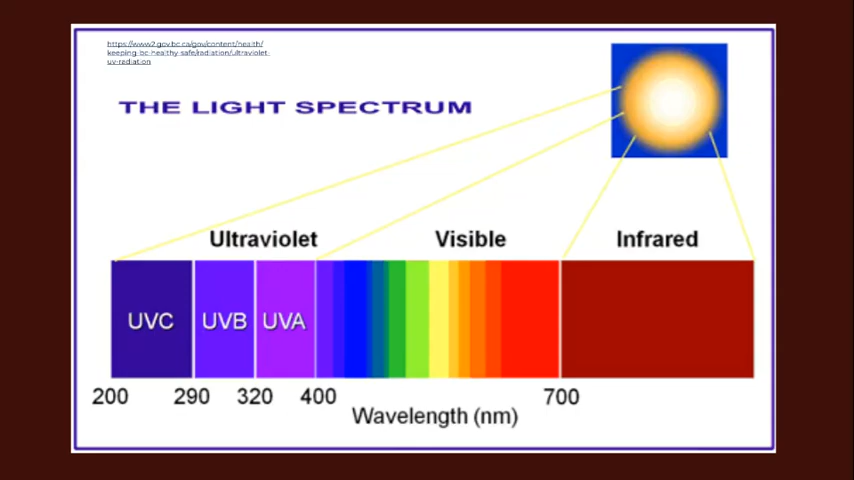 https://www2.gov.bc.ca/gov/content/health/
keeping-bc-healthy-safe/radiation/ultraviolet-
uv-radiation
THE LIGHT SPECTRUM
Ultraviolet Visible Infrared
UVC UVB UVA
200 290 320 400 700
Wavelength (nm)